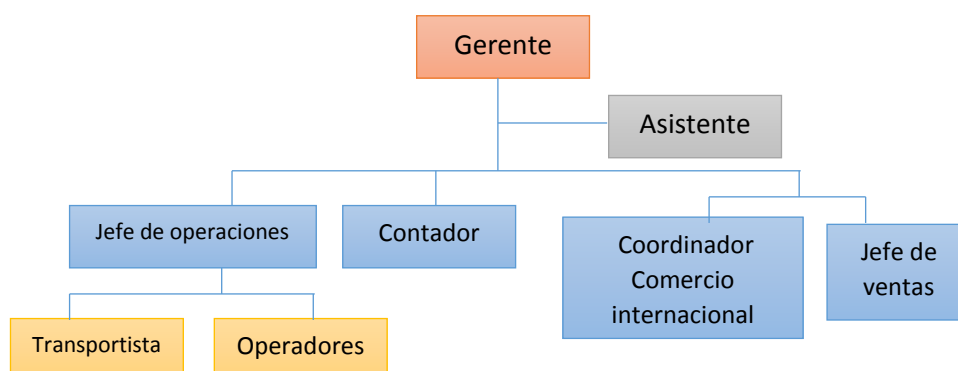 Gerente
Asistente
Jefe de operaciones
Contador
Coordinador
Comercio
internacional
Jefe de
ventas
Transportista
Operadores